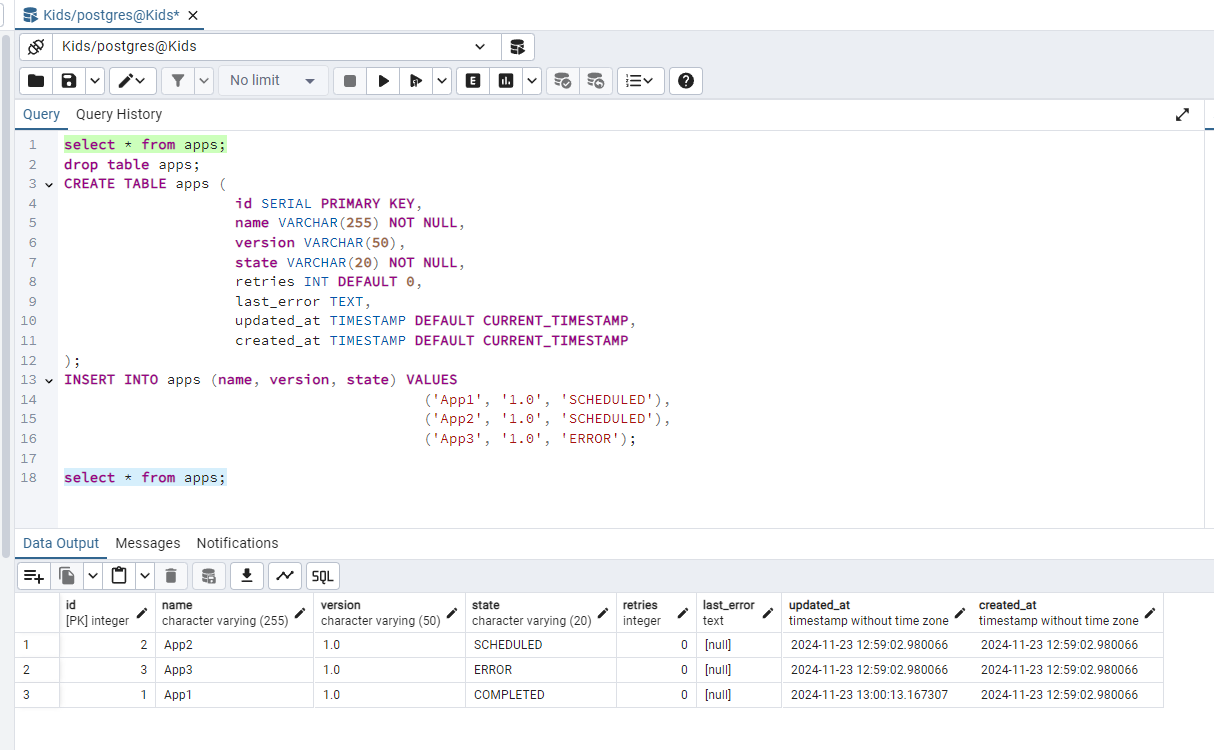 Kids/postgres@Kids*
Kids/postgres@Kids
No limit
E
Query Query History
1 select * from apps;
2 drop table apps;
3 CREATE TABLE apps (
4 id SERIAL PRIMARY KEY,
5 name VARCHAR(255) NOT NULL,
6 version VARCHAR(50),
7 state VARCHAR(20) NOT NULL,
8 retries INT DEFAULT 0,
9 last_error TEXT,
10 updated_at TIMESTAMP DEFAULT CURRENT_TIMESTAMP,
11 created_at TIMESTAMP DEFAULT CURRENT_TIMESTAMP
12 );
13 INSERT INTO apps (name, version, state) VALUES
14 ('App1', '1.0', 'SCHEDULED'),
15 ('App2', '1.0', 'SCHEDULED'),
16 ('App3', '1.0', 'ERROR');
17
18 select * from apps;
Data Output Messages Notifications
SQL
id name version state retries last_error updated_at created_at
[PK] integer character varying (255) character varying (50) character varying (20) integer text timestamp without time zone timestamp without time zone
1 2 App2 1.0 SCHEDULED 0 [null] 2024-11-23 12:59:02.980066 2024-11-23 12:59:02.980066
2 3 App3 1.0 ERROR 0 [null] 2024-11-23 12:59:02.980066 2024-11-23 12:59:02.980066
3 1 App1 1.0 COMPLETED 0 [null] 2024-11-23 13:00:13.167307 2024-11-23 12:59:02.980066